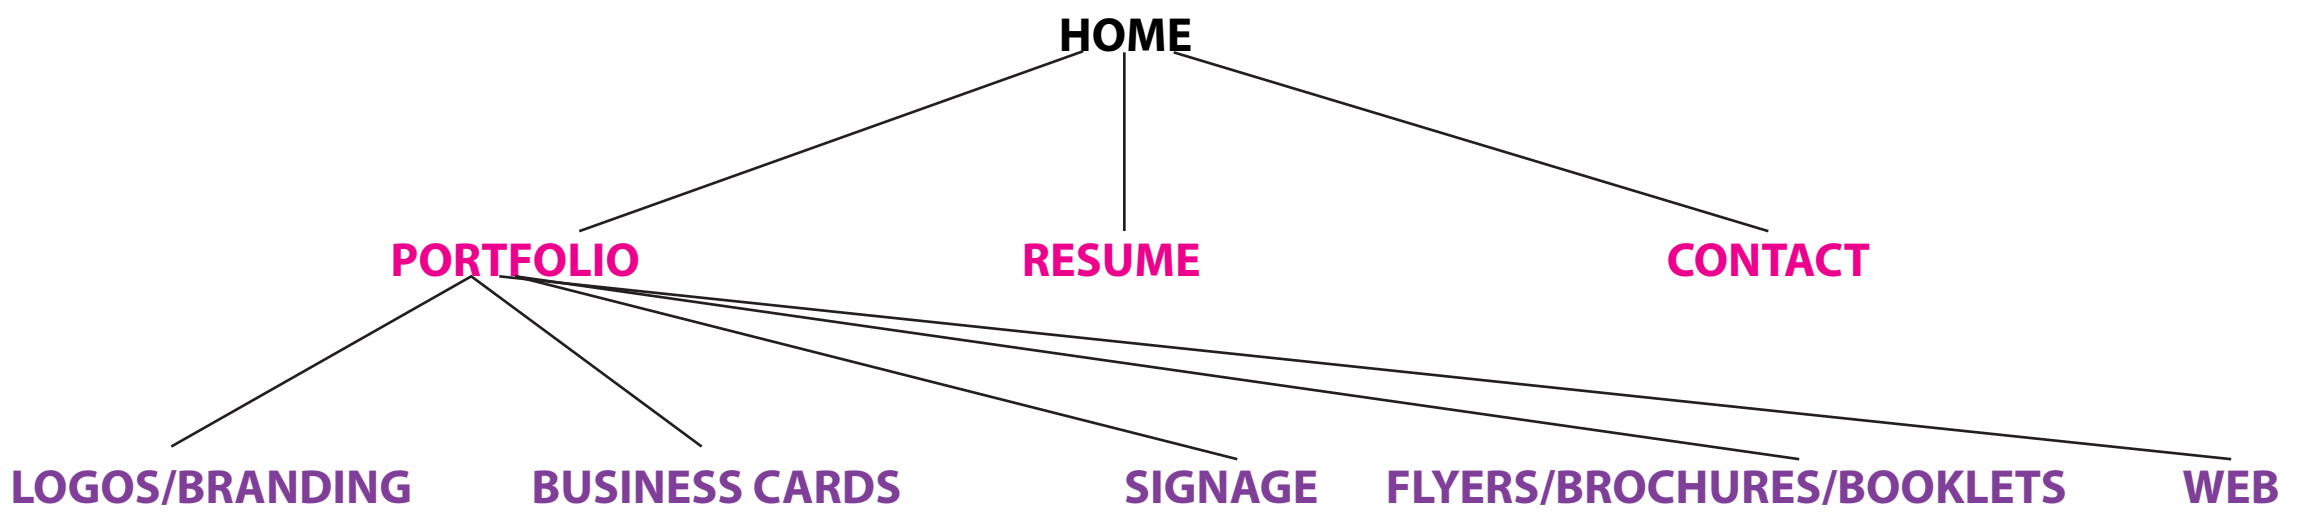 HOME
PORTFOLIO
RESUME
CONTACT
LOGOS/BRANDING
BUSINESS CARDS
SIGNAGE
FLYERS/BROCHURES/BOOKLETS
WEB